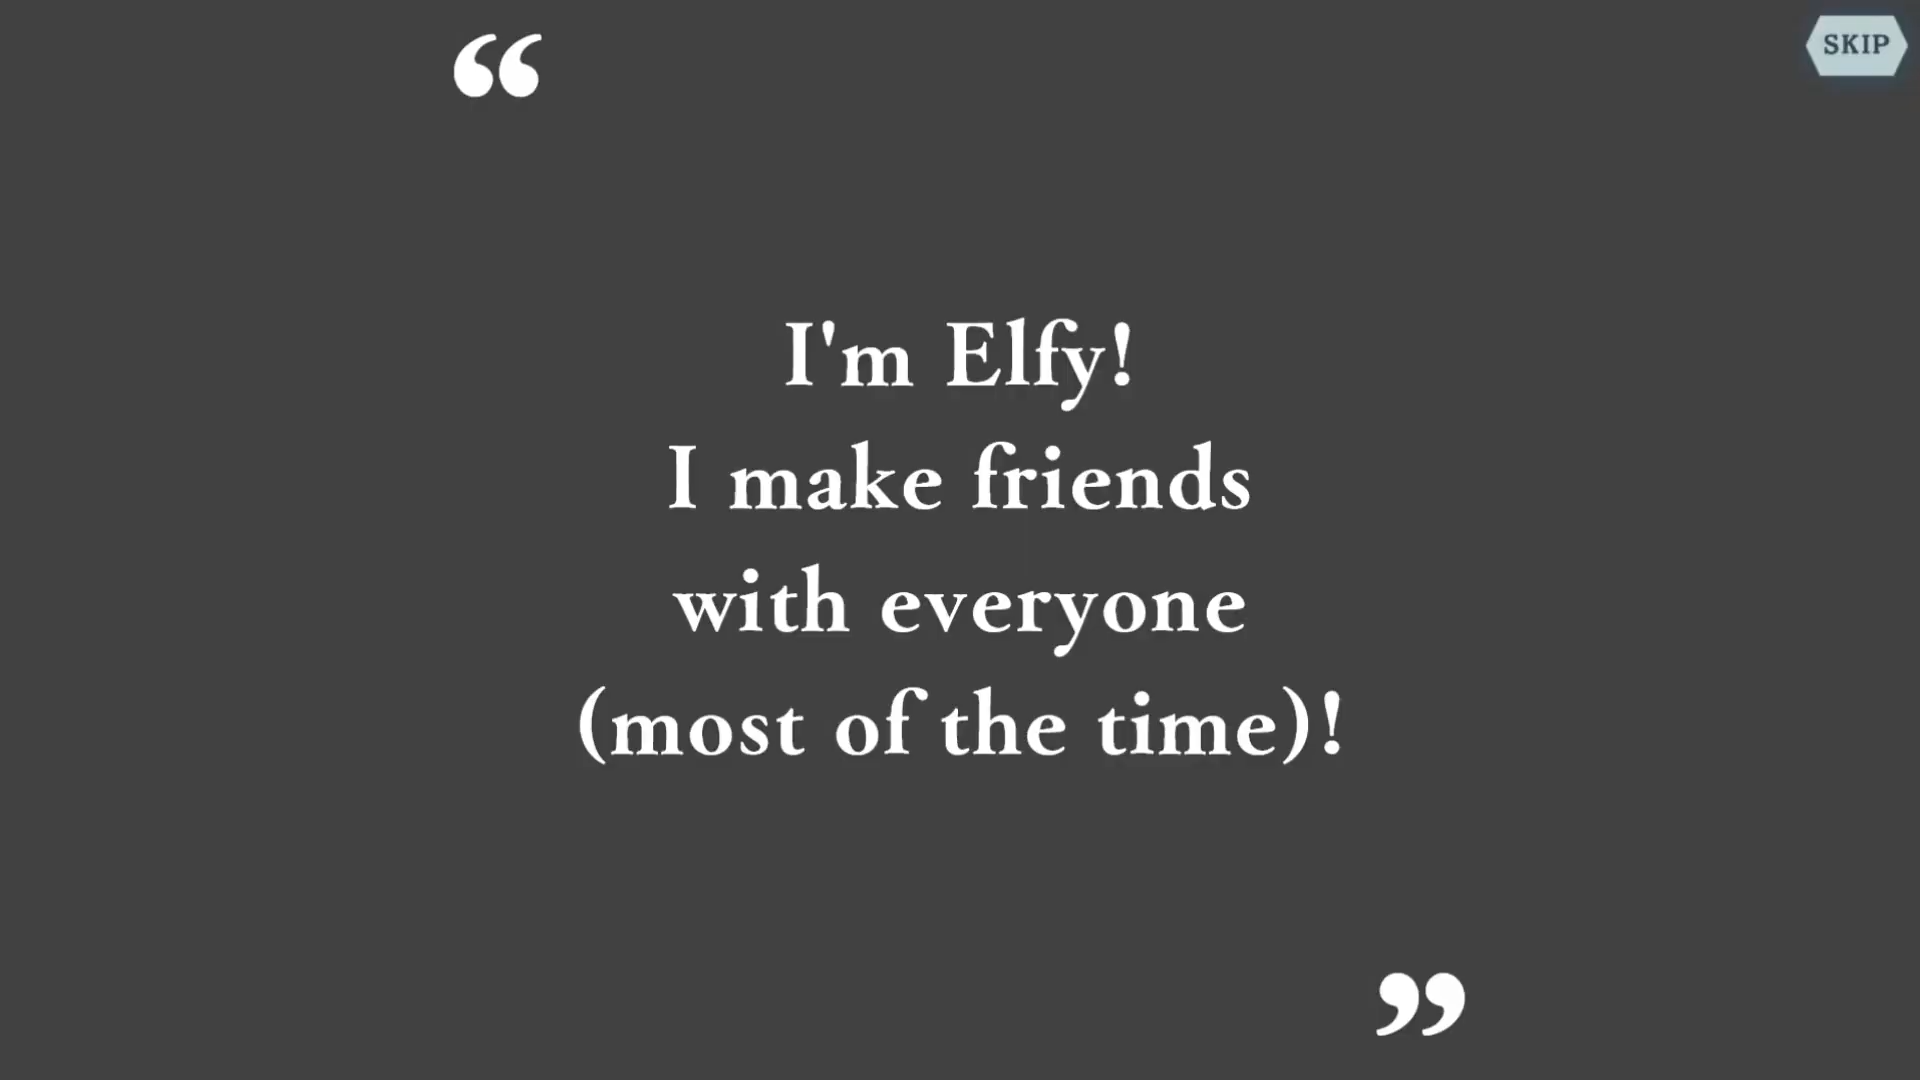 SKIP
“
I'm Elfy!
I make friends
with everyone
(most of the time)!
”